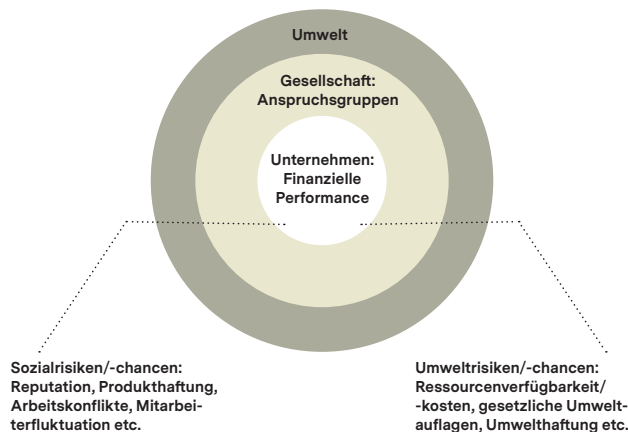 Umwelt
Gesellschaft:
Anspruchsgruppen
Unternehmen:
Finanzielle
Performance
Sozialrisiken/-chancen:
Reputation, Produkthaftung,
Arbeitskonflikte, Mitarbei-
terfluktuation etc.
Umweltrisiken/-chancen:
Ressourcenverfügbarkeit/
-kosten, gesetzliche Umwelt-
auflagen, Umwelthaftung etc.